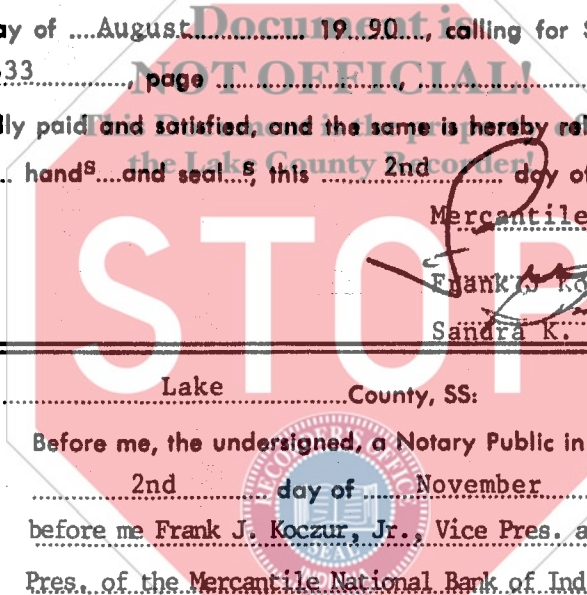 ay of ....August................ 19..90...., calling for S
Document is
33 ................, page ......................, ......................
NOT OFFICIAL!
lly paid and satisfied, and the same is hereby rel
This Document is the property of
... hands....and seal...s, this .........2nd............ day of
the Lake County Recorder!
Mercantile
STOP
Frank J Ko
Sandra K.
........................Lake....................County, SS:
Before me, the undersigned, a Notary Public in
................2nd............ day of ......November
before me Frank J. Koczur, Jr., Vice Pres. a
Pres. of the Mercantile National Bank of Ind
SEAL